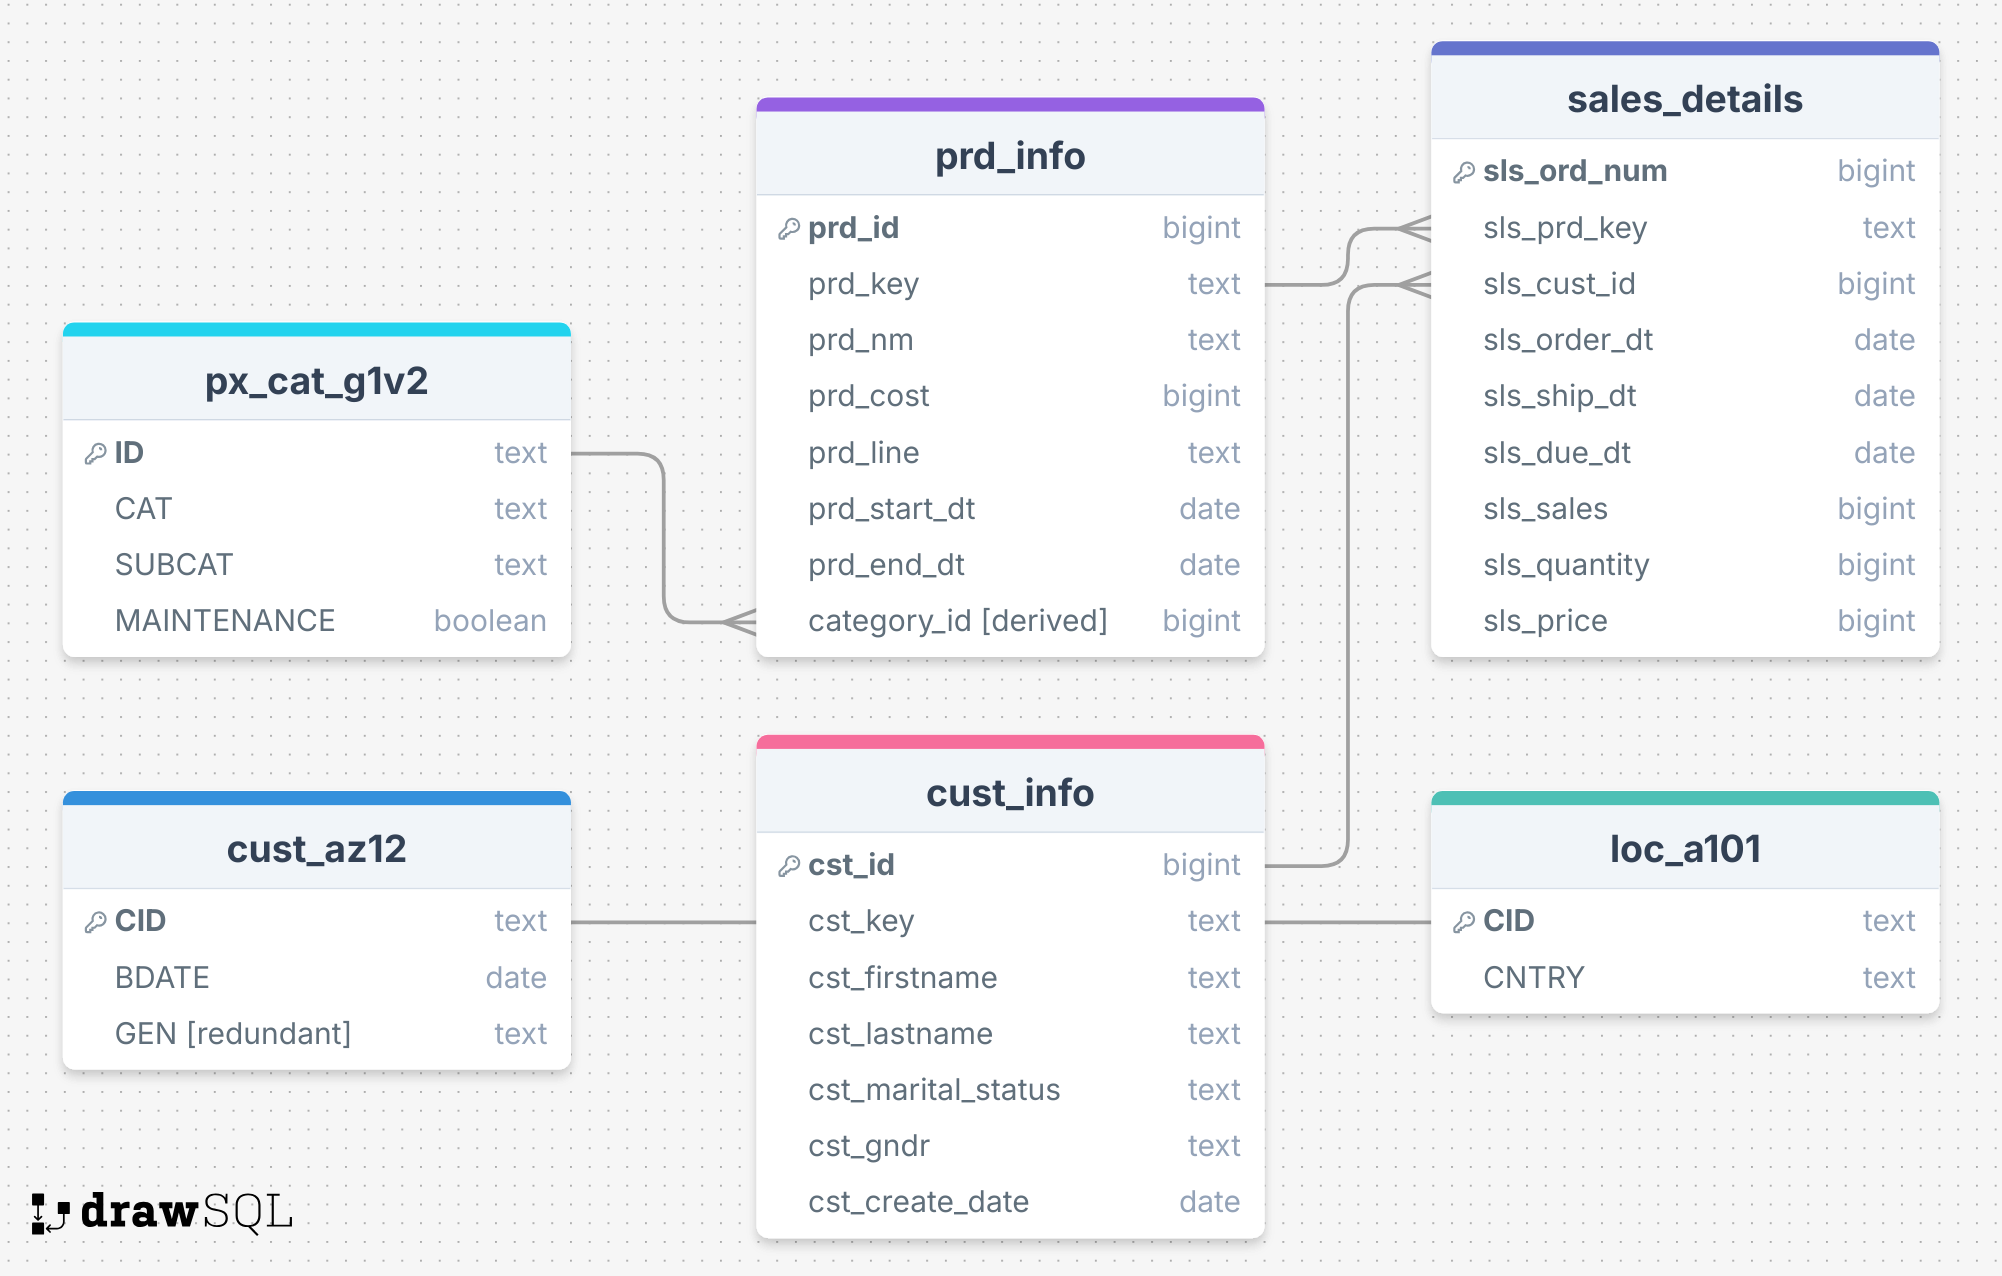 px_cat_g1v2
ID text
CAT text
SUBCAT text
MAINTENANCE boolean
prd_info
prd_id bigint
prd_key text
prd_nm text
prd_cost bigint
prd_line text
prd_start_dt date
prd_end_dt date
category_id [derived] bigint
sales_details
sls_ord_num bigint
sls_prd_key text
sls_cust_id bigint
sls_order_dt date
sls_ship_dt date
sls_due_dt date
sls_sales bigint
sls_quantity bigint
sls_price bigint
cust_az12
CID text
BDATE date
GEN [redundant] text
cust_info
cst_id bigint
cst_key text
cst_firstname text
cst_lastname text
cst_marital_status text
cst_gndr text
cst_create_date date
loc_a101
CID text
CNTRY text
drawSQL